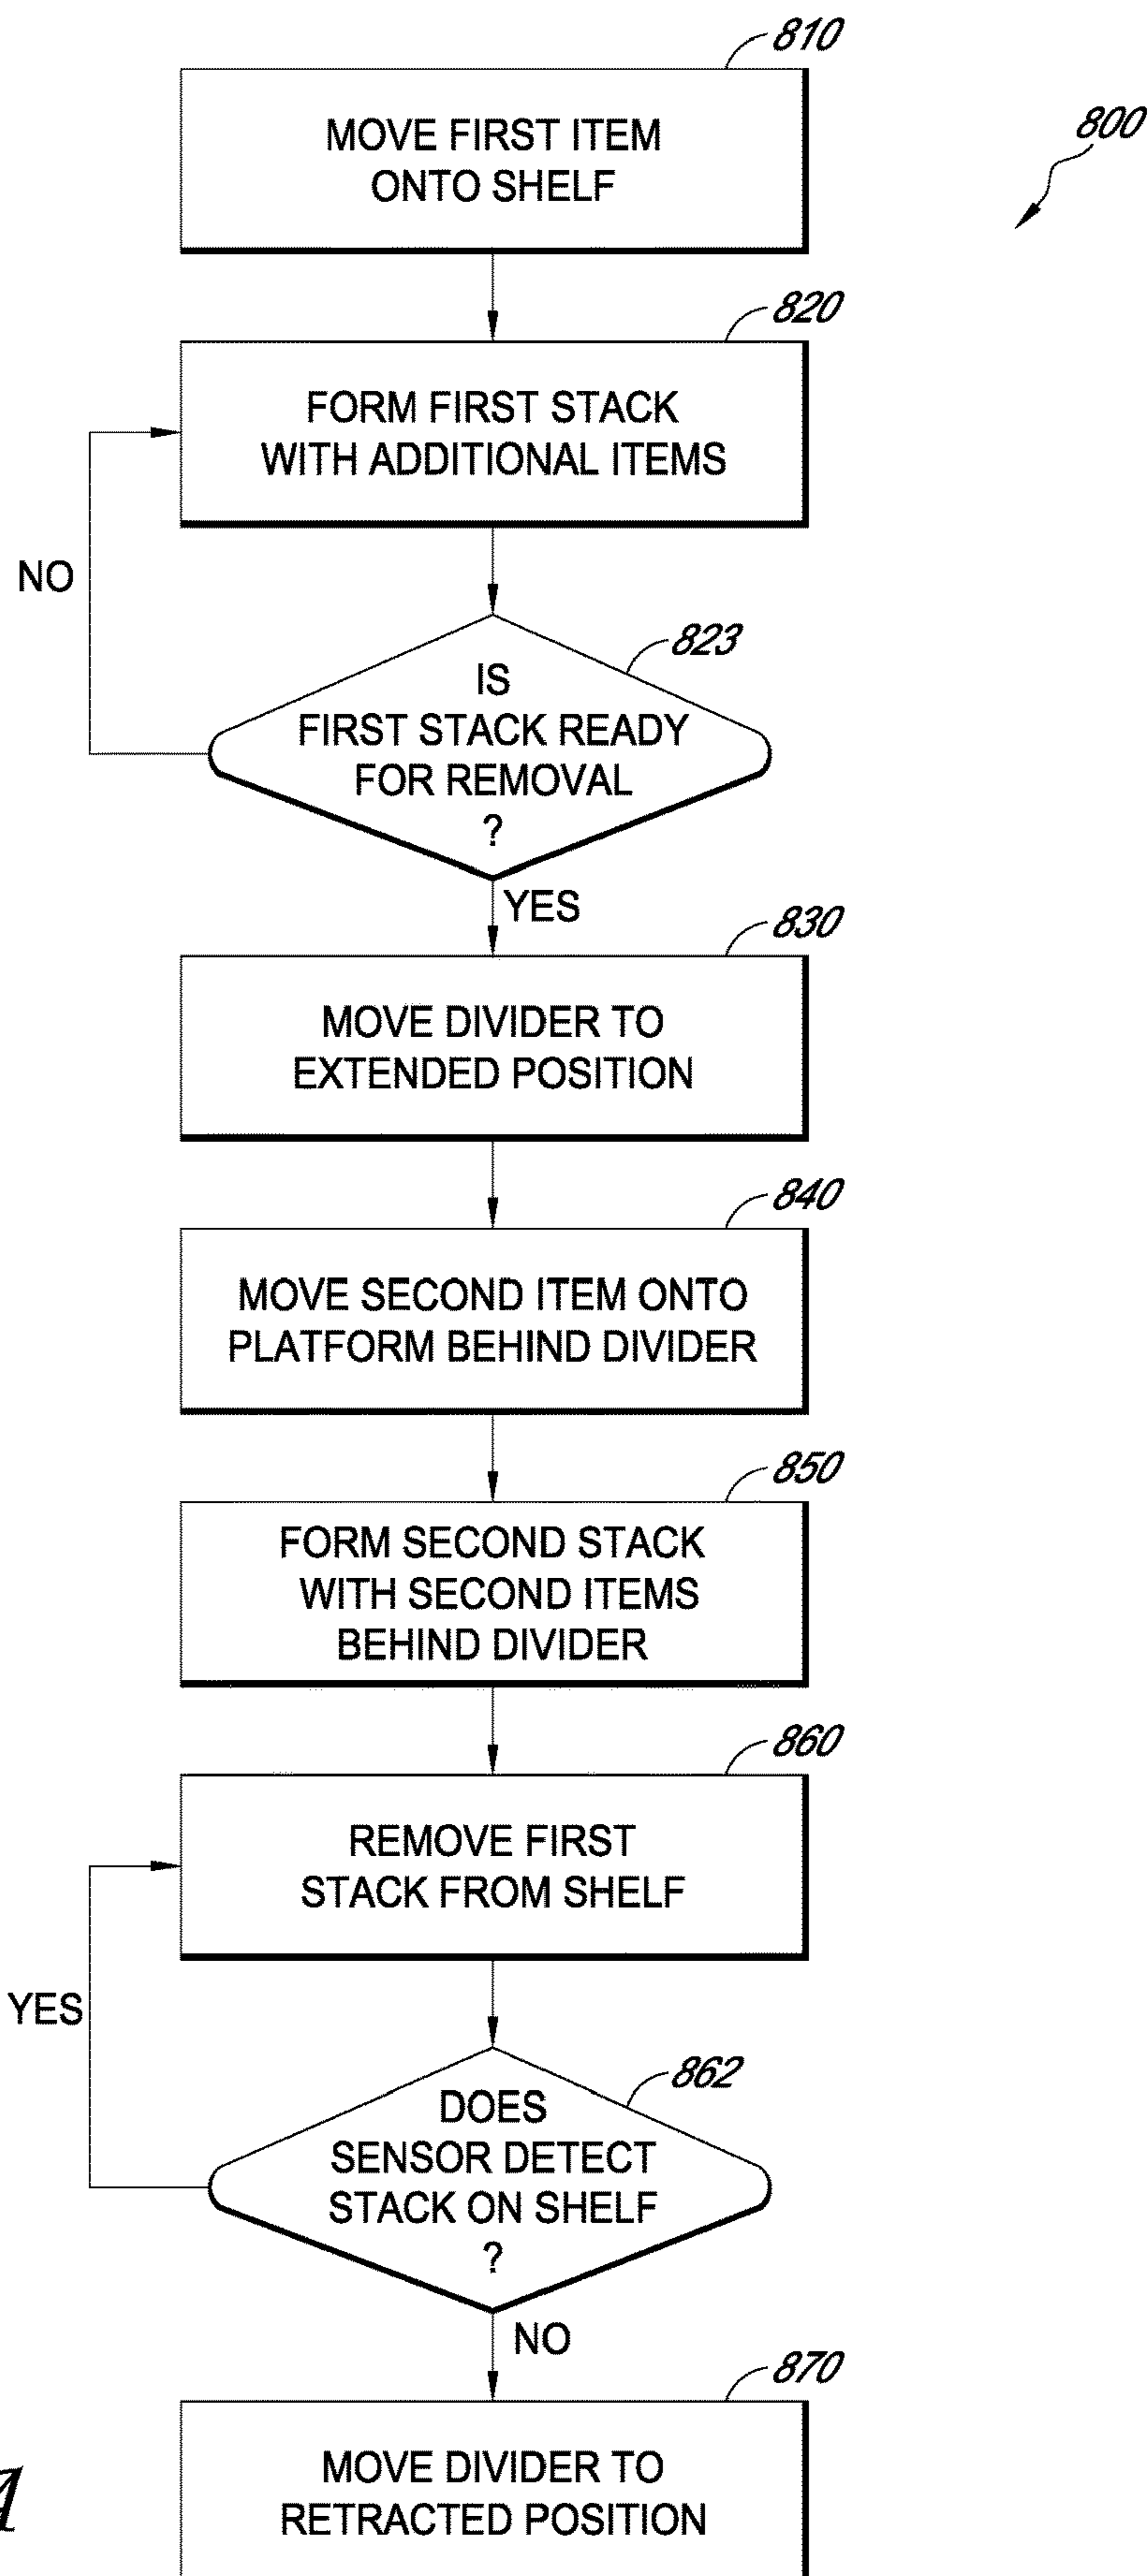 810
800
MOVE FIRST ITEM
ONTO SHELF
820
FORM FIRST STACK
WITH ADDITIONAL ITEMS
NO
823
IS
FIRST STACK READY
FOR REMOVAL
?
YES
830
MOVE DIVIDER TO
EXTENDED POSITION
840
MOVE SECOND ITEM ONTO
PLATFORM BEHIND DIVIDER
850
FORM SECOND STACK
WITH SECOND ITEMS
BEHIND DIVIDER
860
REMOVE FIRST
STACK FROM SHELF
YES
862
DOES
SENSOR DETECT
STACK ON SHELF
?
NO
870
MOVE DIVIDER TO
RETRACTED POSITION